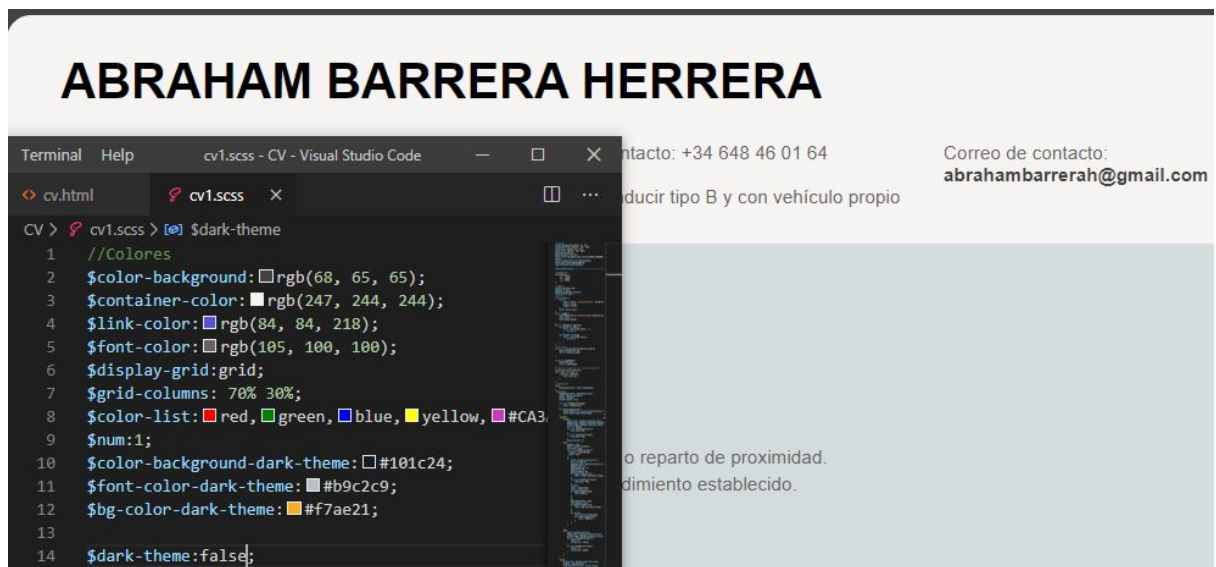 ABRAHAM BARRERA HERRERA
ntacto: +34 648 46 01 64
Correo de contacto:
abrahambarrerah@gmail.com
ducir tipo B y con vehículo propio
o reparto de proximidad.
dimiento establecido.
Terminal Help cv1.scss - CV - Visual Studio Code
cv.html cv1.scss
CV > cv1.scss > $dark-theme
1 //Colores
2 $color-background: rgb(68, 65, 65);
3 $container-color: rgb(247, 244, 244);
4 $link-color: rgb(84, 84, 218);
5 $font-color: rgb(105, 100, 100);
6 $display-grid:grid;
7 $grid-columns: 70% 30%;
8 $color-list: red, green, blue, yellow, #CA3
9 $num:1;
10 $color-background-dark-theme: #101c24;
11 $font-color-dark-theme: #b9c2c9;
12 $bg-color-dark-theme: #f7ae21;
13
14 $dark-theme:false;